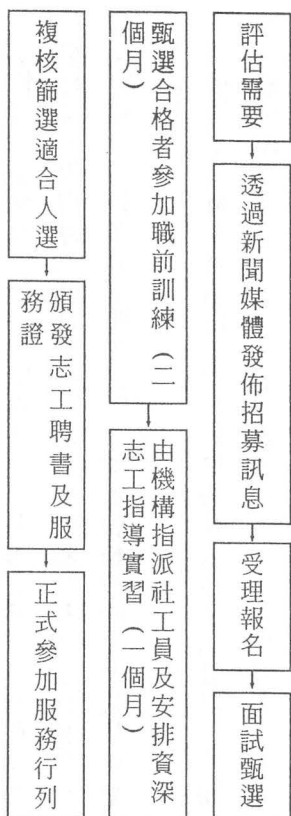 評估需要
透過新聞媒體發佈招募訊息
受理報名
面試甄選
甄選合格者參加職前訓練（二
個月）
由機構指派社工員及安排資深
志工指導實習（一個月）
複核篩選適合人選
頒發志工聘書及服
務證
正式參加服務行列